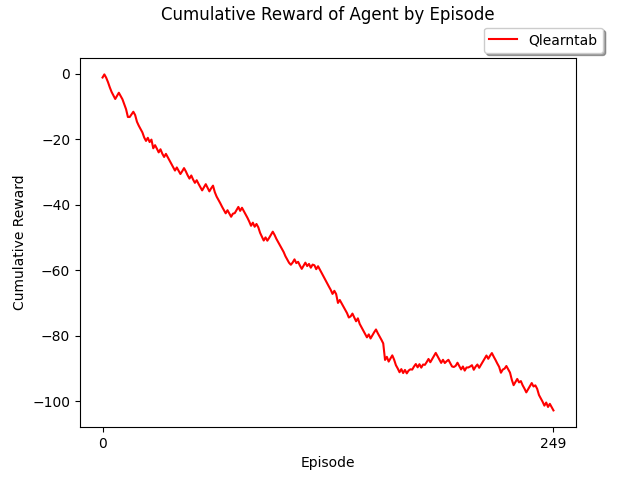 Cumulative Reward of Agent by Episode
Qlearntab
0
−20
−40
−60
−80
−100
Cumulative Reward
0
249
Episode